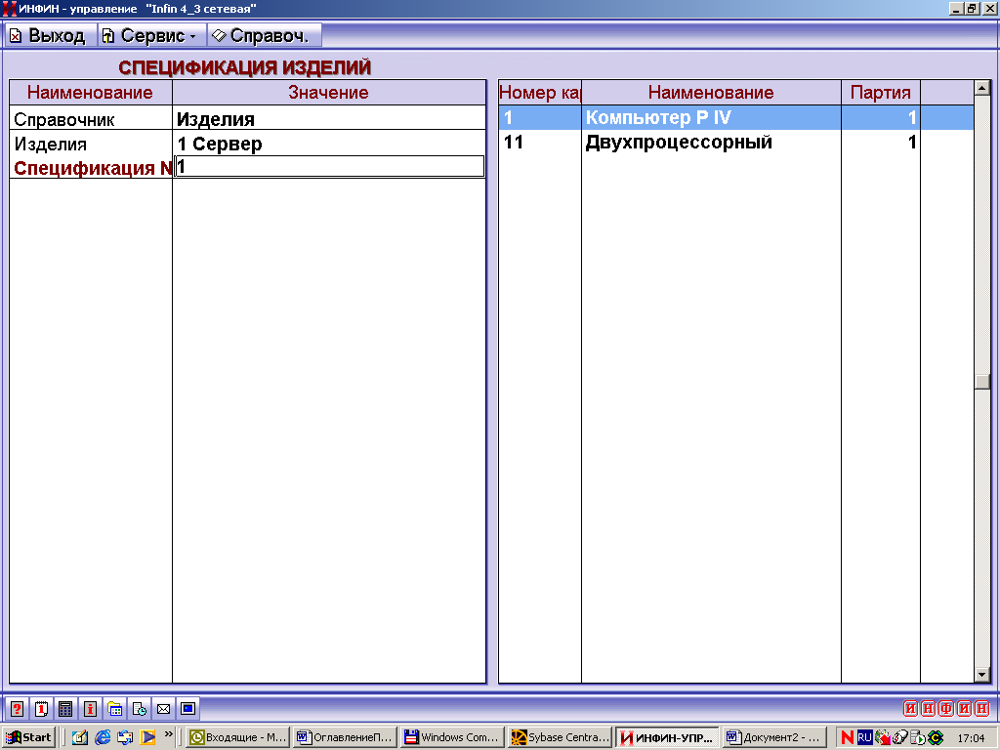 ИНФИН - управление "Infin 4_3 сетевая"
Выход Сервис Справоч.
СПЕЦИФИКАЦИЯ ИЗДЕЛИЙ
Наименование Значение
Справочник Изделия
Изделия 1 Сервер
Спецификация N 1
Номер кар Наименование Партия
1 Компьютер P IV 1
11 Двухпроцессорный 1
И Н Ф И Н
Start Входящие - M... ОглавлениеП... Windows Com... Sybase Centra... ИНФИН-УПР... Документ2 - ... N RU 17:04